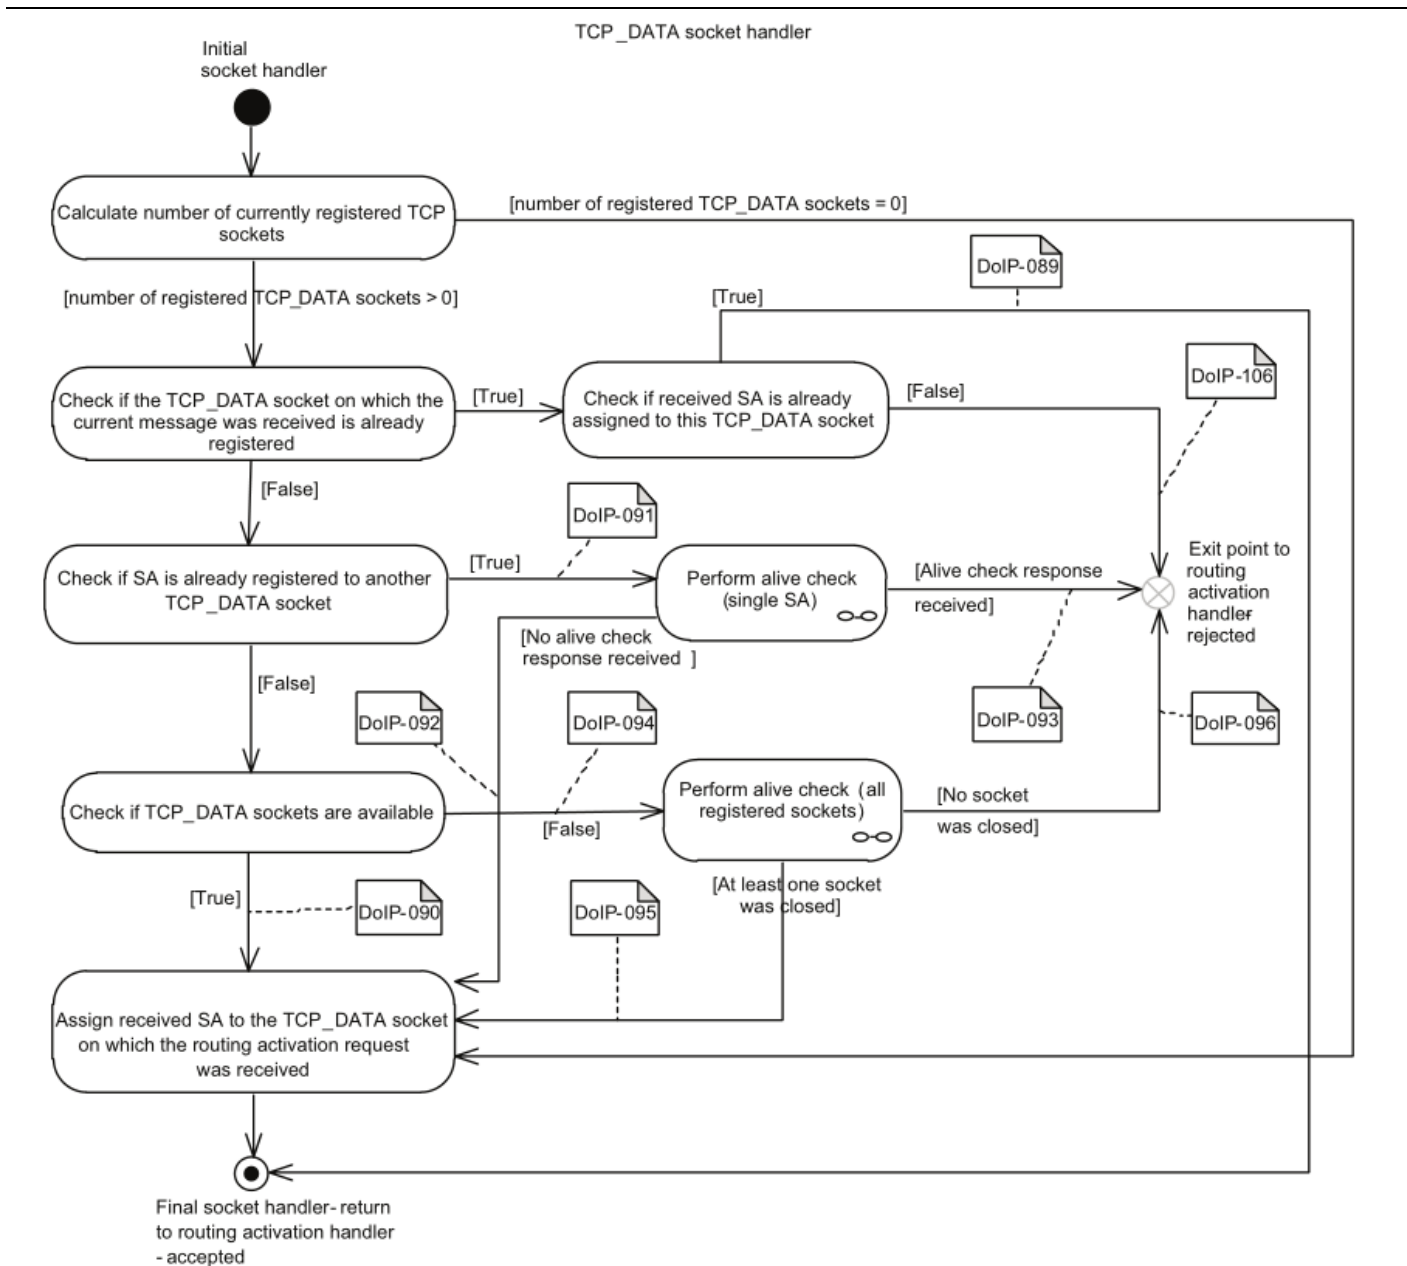 TCP_DATA socket handler
Initial
socket handler
Calculate number of currently registered TCP
sockets
[number of registered TCP_DATA sockets = 0]
DoIP-089
[number of registered TCP_DATA sockets > 0]
[True]
DoIP-106
Check if the TCP_DATA socket on which the
current message was received is already
registered
[True]
Check if received SA is already
assigned to this TCP_DATA socket
[False]
[False]
DoIP-091
Check if SA is already registered to another
TCP_DATA socket
[True]
Perform alive check
(single SA)
[Alive check response
received]
Exit point to
routing
activation
handler-
rejected
[No alive check
response received ]
[False]
DoIP-092
DoIP-094
DoIP-093
DoIP-096
Check if TCP_DATA sockets are available
[False]
Perform alive check (all
registered sockets)
[No socket
was closed]
[True]
DoIP-090
DoIP-095
[At least one socket
was closed]
Assign received SA to the TCP_DATA socket
on which the routing activation request
was received
Final socket handler-return
to routing activation handler
- accepted